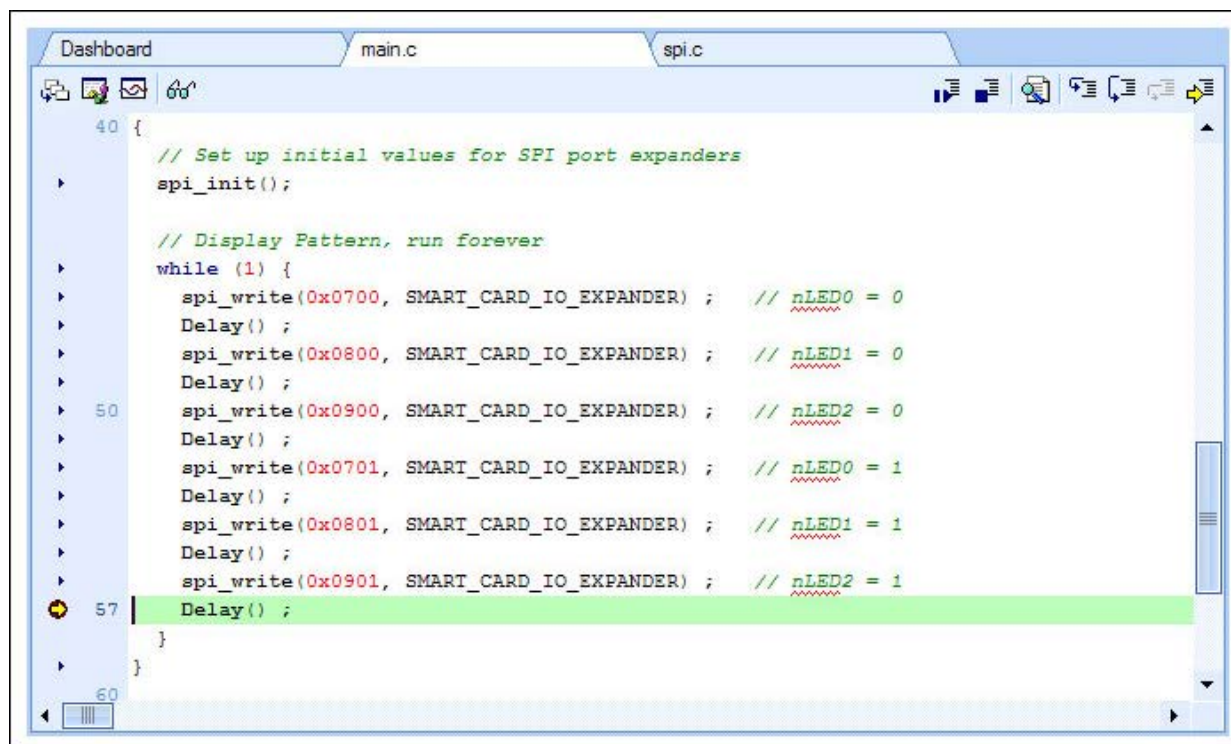 Dashboard main.c spi.c
40 {
// Set up initial values for SPI port expanders
spi_init();
// Display Pattern, run forever
while (1) {
spi_write(0x0700, SMART_CARD_IO_EXPANDER) ; // nLED0 = 0
Delay() ;
spi_write(0x0800, SMART_CARD_IO_EXPANDER) ; // nLED1 = 0
Delay() ;
50 spi_write(0x0900, SMART_CARD_IO_EXPANDER) ; // nLED2 = 0
Delay() ;
spi_write(0x0701, SMART_CARD_IO_EXPANDER) ; // nLED0 = 1
Delay() ;
spi_write(0x0801, SMART_CARD_IO_EXPANDER) ; // nLED1 = 1
Delay() ;
spi_write(0x0901, SMART_CARD_IO_EXPANDER) ; // nLED2 = 1
57 Delay() ;
}
}
60